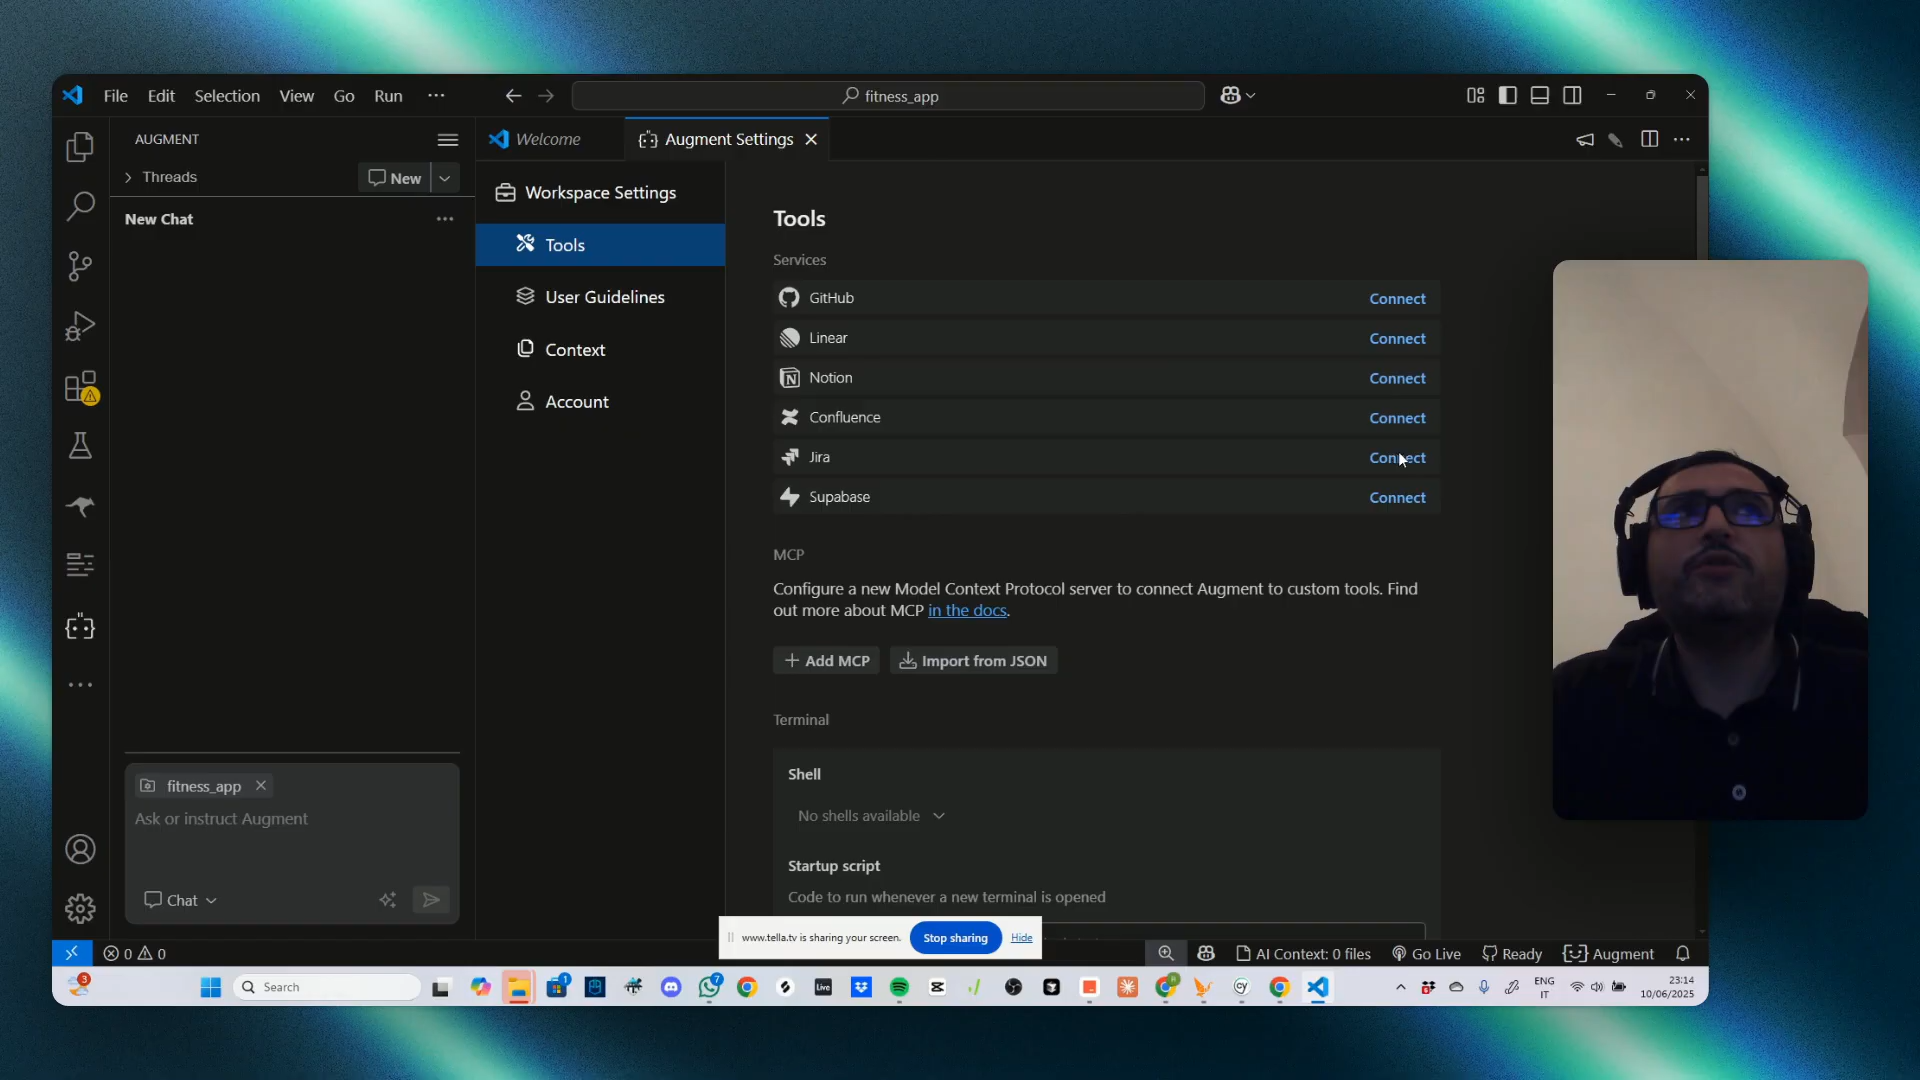 File Edit Selection View Go Run ···
fitness_app
AUGMENT
Welcome
Augment Settings
Threads
New
New Chat
Workspace Settings
Tools
User Guidelines
Context
Account
Tools
Services
GitHub Connect
Linear Connect
Notion Connect
Confluence Connect
Jira Connect
Supabase Connect
MCP
Configure a new Model Context Protocol server to connect Augment to custom tools. Find
out more about MCP in the docs.
+ Add MCP
Import from JSON
Terminal
Shell
No shells available
Startup script
Code to run whenever a new terminal is opened
fitness_app
Ask or instruct Augment
Chat
www.tella.tv is sharing your screen. Stop sharing Hide
0 0
AI Context: 0 files
Go Live
Ready
Augment
3
Search
1
7
Live
ENG
IT
23:14
10/06/2025